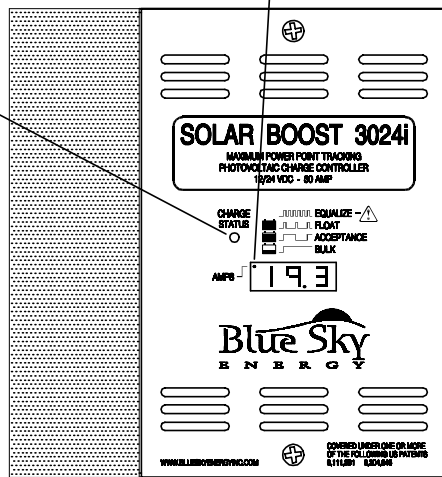 SOLAR BOOST 3024i
MAXIMUM POWER POINT TRACKING
PHOTOVOLTAIC CHARGE CONTROLLER
12/24 VDC - 30 AMP
CHARGE
STATUS
EQUALIZE -
FLOAT
ACCEPTANCE
BULK
AMPS
19.3
Blue Sky
ENERGY
WWW.BLUESKYENERGYINC.COM
COVERED UNDER ONE OR MORE
OF THE FOLLOWING US PATENTS